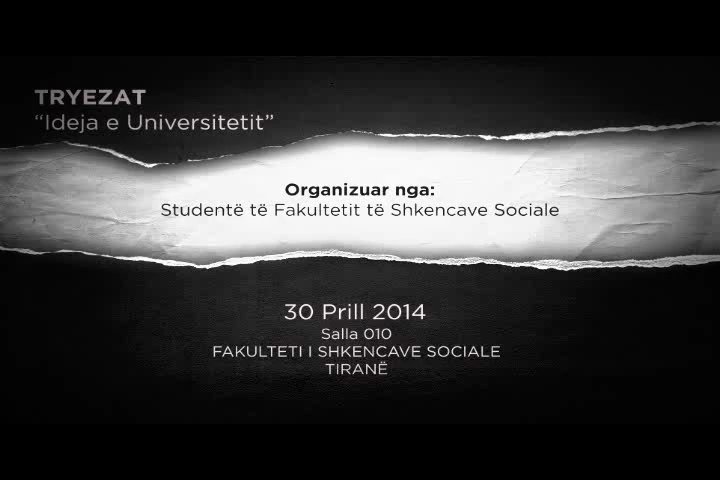 TRYEZAT
“Ideja e Universitetit”
Organizuar nga:
Studentë të Fakultetit të Shkencave Sociale
30 Prill 2014
Salla 010
FAKULTETI I SHKENCAVE SOCIALE
TIRANË